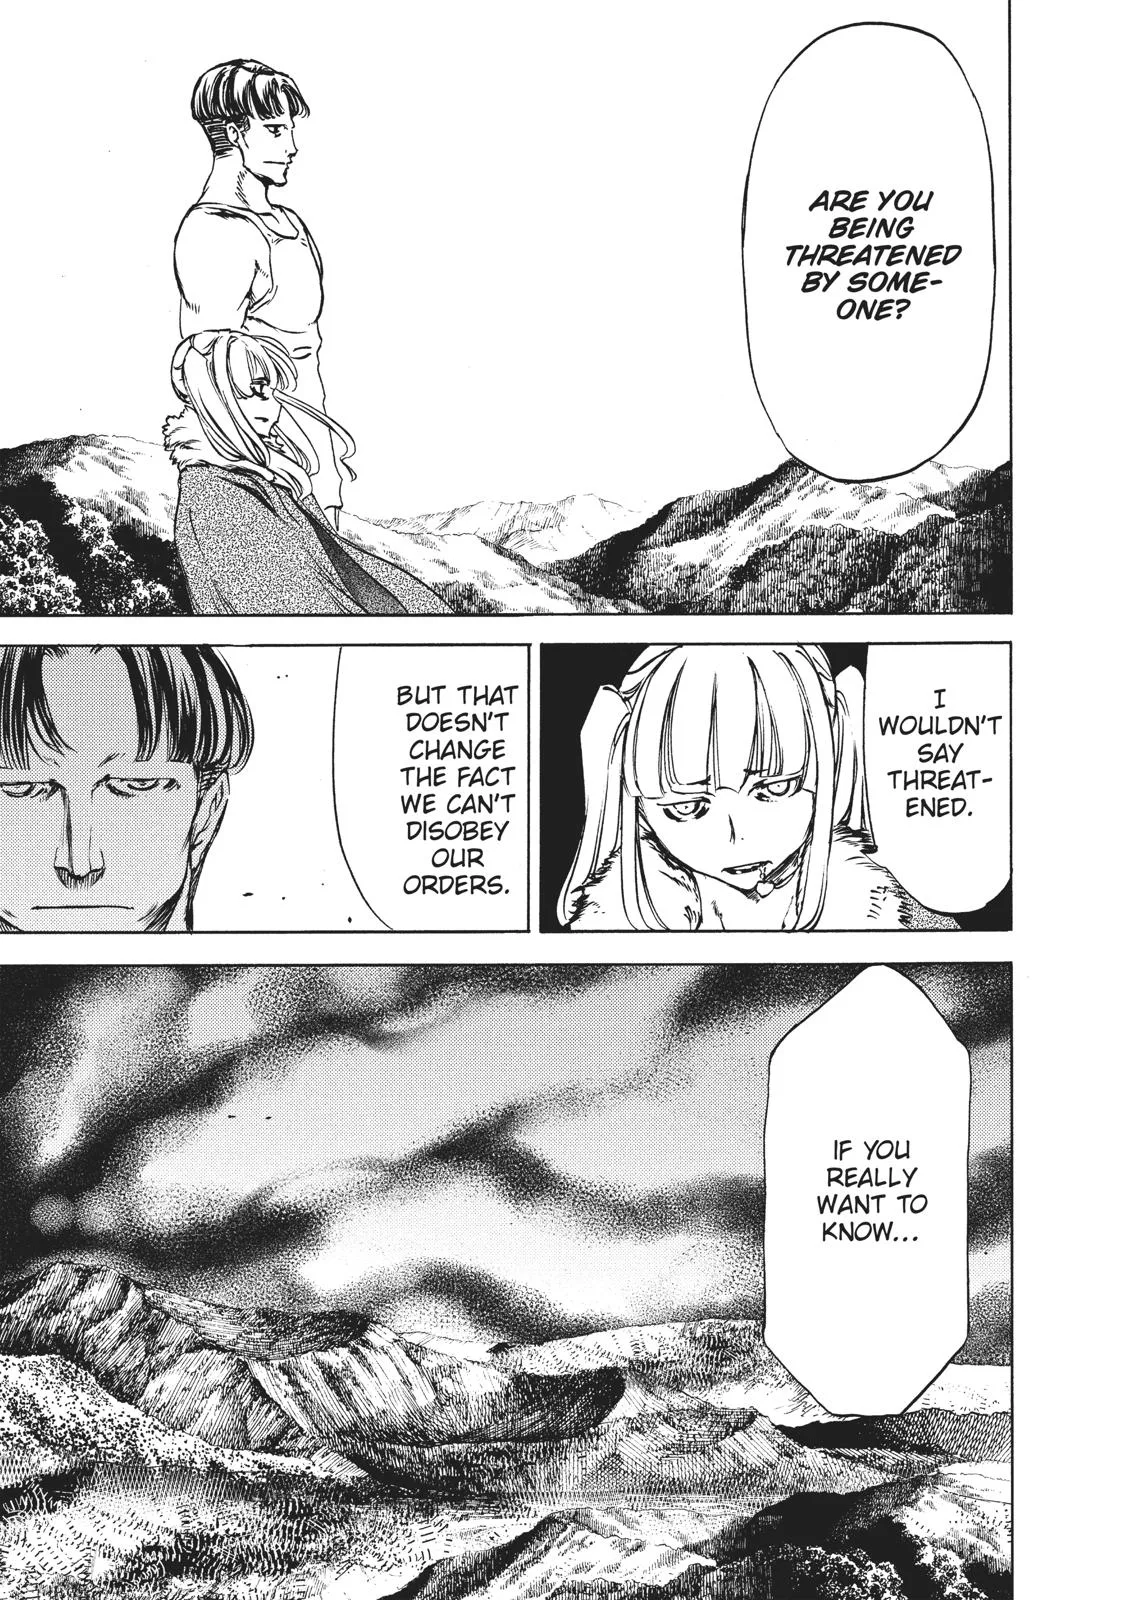 ARE YOU
BEING
THREATENED
BY SOME-
ONE?
I
WOULDN'T
SAY
THREAT-
ENED.
BUT THAT
DOESN'T
CHANGE
THE FACT
WE CAN'T
DISOBEY
OUR
ORDERS.
IF YOU
REALLY
WANT TO
KNOW...